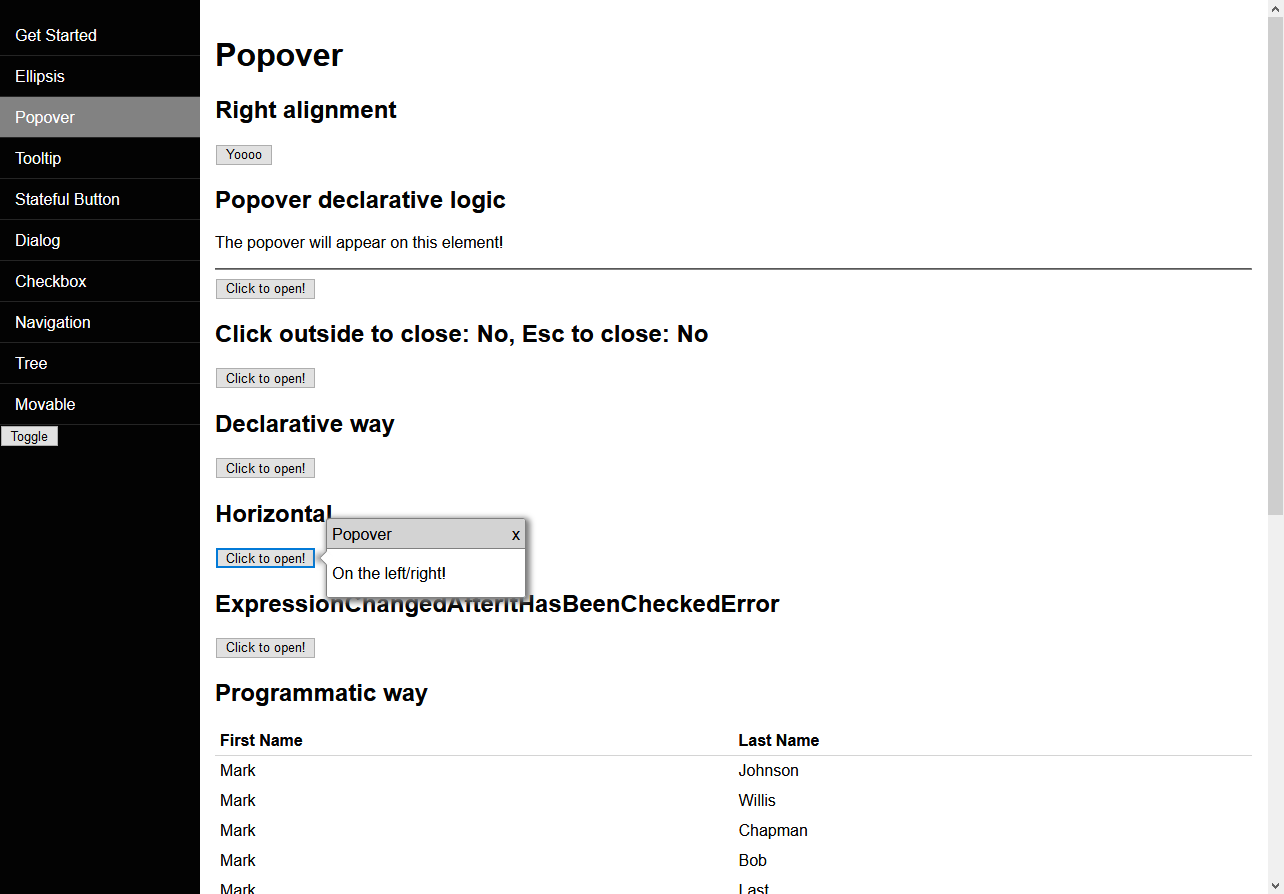 Get Started
Ellipsis
Popover
Tooltip
Stateful Button
Dialog
Checkbox
Navigation
Tree
Movable
Toggle
Popover
Right alignment
Yoooo
Popover declarative logic
The popover will appear on this element!
Click to open!
Click outside to close: No, Esc to close: No
Click to open!
Declarative way
Click to open!
Horizontal
Popover x
Click to open!
On the left/right!
ExpressionChangedAfterItHasBeenCheckedError
Click to open!
Programmatic way
First Name Last Name
Mark Johnson
Mark Willis
Mark Chapman
Mark Bob
Mark Last